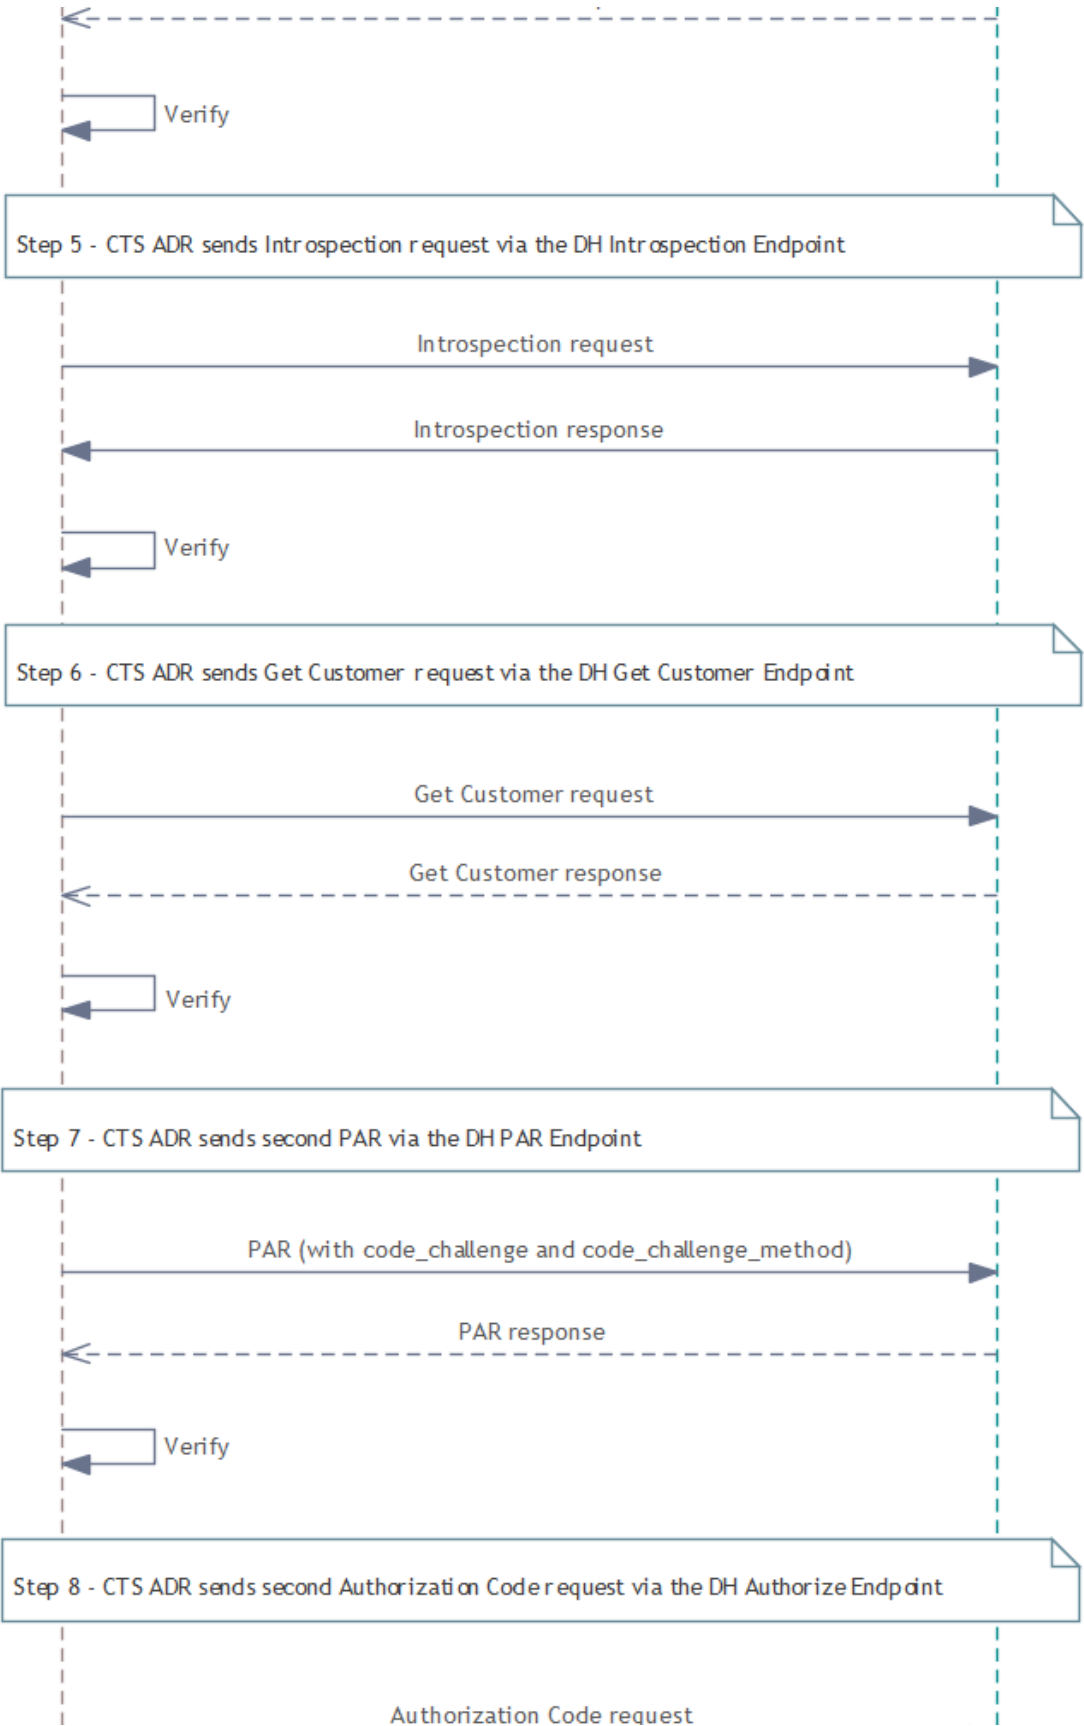 Verify
Step 5 - CTS ADR sends Introspection request via the DH Introspection Endpoint
Introspection request
Introspection response
Verify
Step 6 - CTS ADR sends Get Customer request via the DH Get Customer Endpoint
Get Customer request
Get Customer response
Verify
Step 7 - CTS ADR sends second PAR via the DH PAR Endpoint
PAR (with code_challenge and code_challenge_method)
PAR response
Verify
Step 8 - CTS ADR sends second Authorization Code request via the DH Authorize Endpoint
Authorization Code request